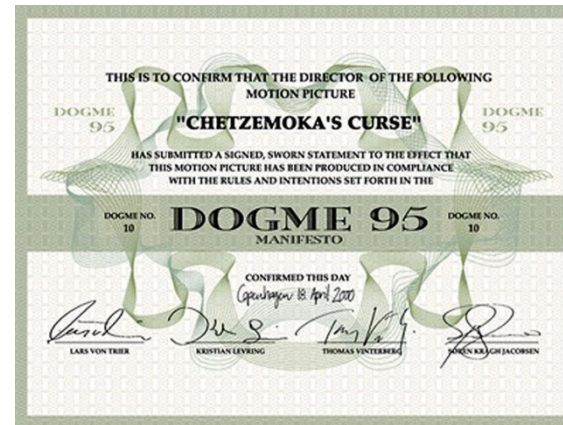 THIS IS TO CONFIRM THAT THE DIRECTOR OF THE FOLLOWING
MOTION PICTURE
DOGME
95
"CHETZEMOKA'S CURSE"
DOGME
95
HAS SUBMITTED A SIGNED, SWORN STATEMENT TO THE EFFECT THAT
THIS MOTION PICTURE HAS BEEN PRODUCED IN COMPLIANCE
WITH THE RULES AND INTENTIONS SET FORTH IN THE
DOGME NO.
10
DOGME 95
MANIFESTO
DOGME NO.
10
CONFIRMED THIS DAY
Copenhagen 18. April 2000
LARS VON TRIER
KRISTIAN LEVRING
THOMAS VINTERBERG
SØREN KRAGH JACOBSEN